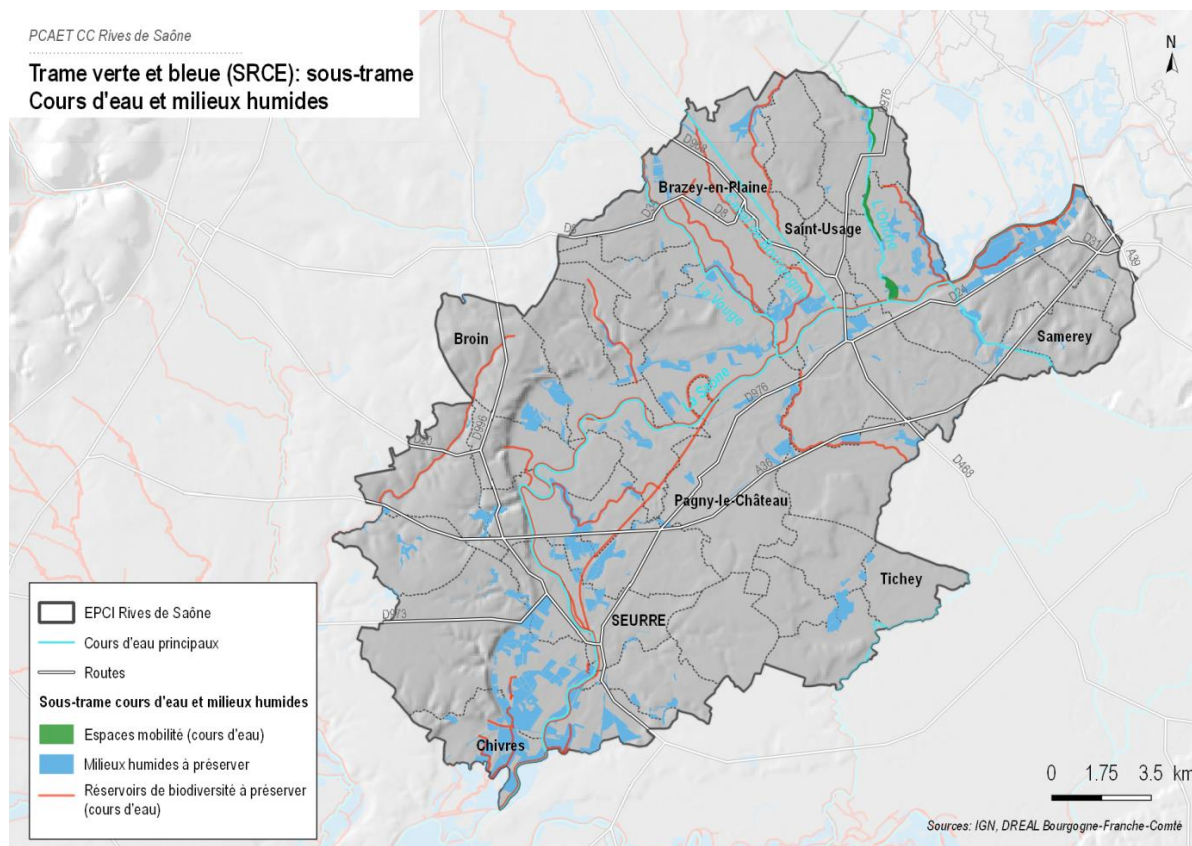 PCAET CC Rives de Saône
Trame verte et bleue (SRCE): sous-trame
Cours d'eau et milieux humides
N
D976
D968
Brazey-en-Plaine
D8
Saint-Usage
L'Ouche
D31
A39
D24
La Vouge
Samerey
Broin
La Saône
D976
D996
D20
A36
D468
Pagny-le-Château
Tichey
D973
SEURRE
Chivres
EPCI Rives de Saône
Cours d'eau principaux
Routes
Sous-trame cours d'eau et milieux humides
Espaces mobilité (cours d'eau)
Milieux humides à préserver
Réservoirs de biodiversité à préserver
(cours d'eau)
0 1.75 3.5 km
Sources: IGN, DREAL Bourgogne-Franche-Comté